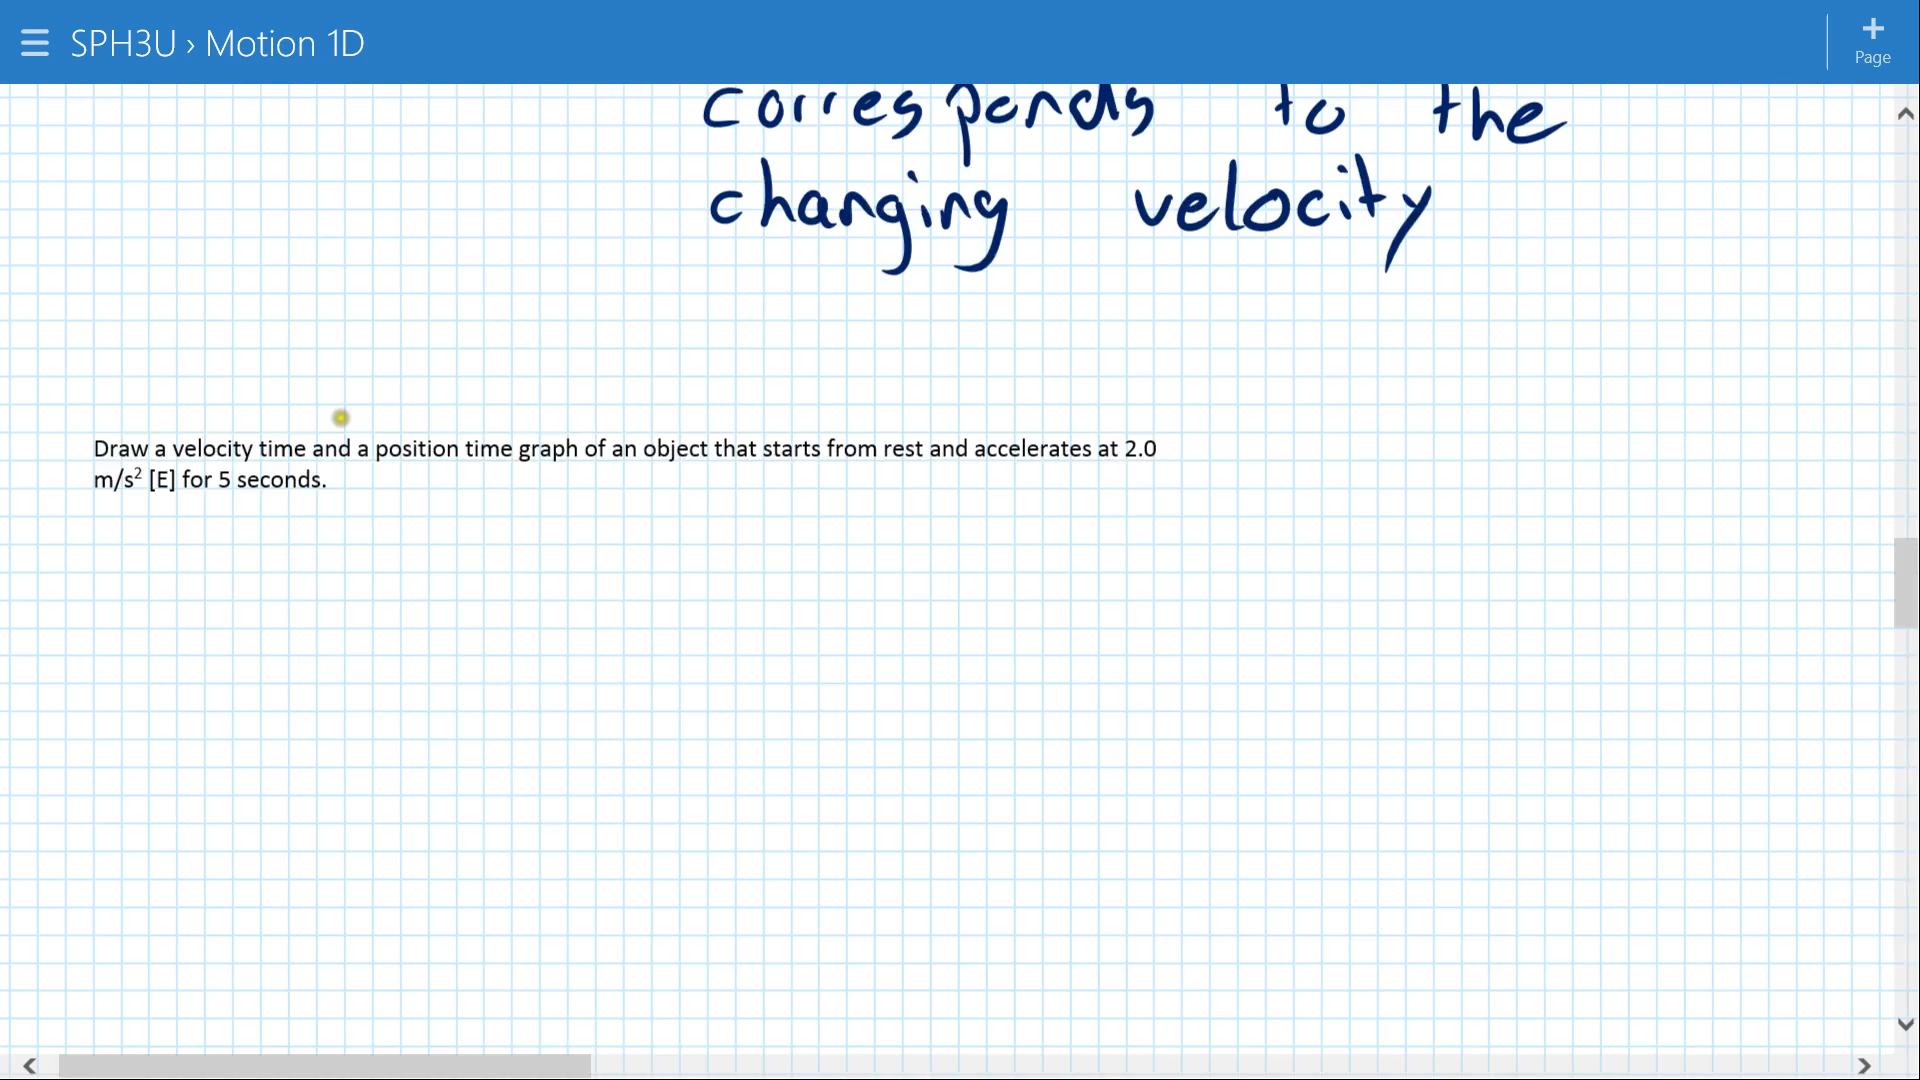 SPH3U › Motion 1D
Page
corresponds to the
changing velocity
Draw a velocity time and a position time graph of an object that starts from rest and accelerates at 2.0
m/s² [E] for 5 seconds.